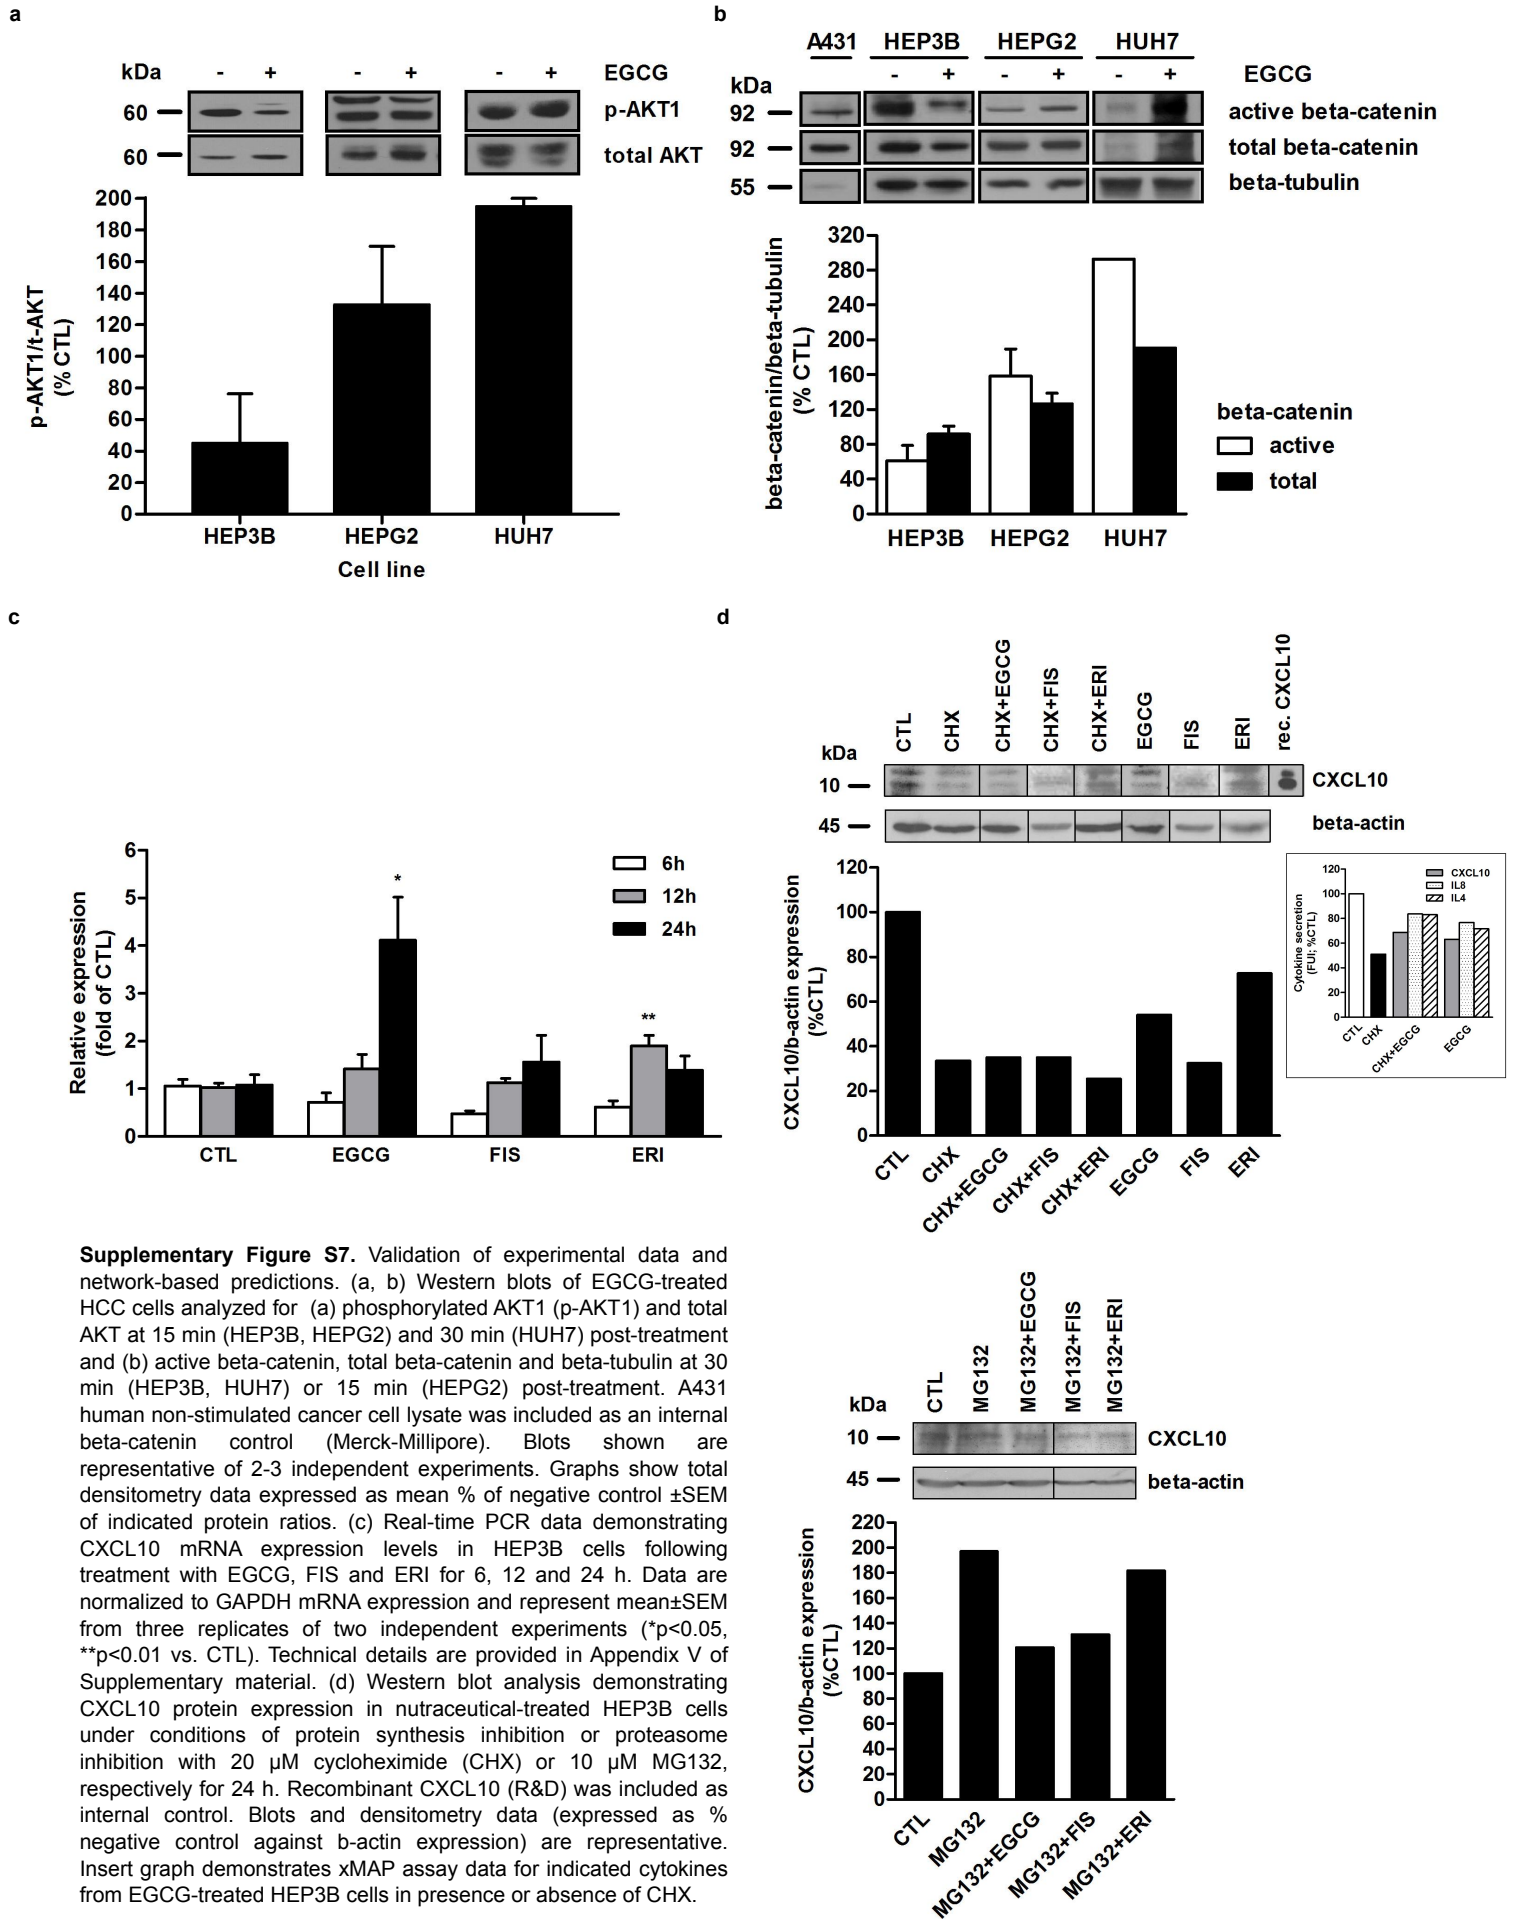 a
kDa - + - + - + EGCG
60 p-AKT1
60 total AKT
200
180
160
140
120
100
80
60
40
20
0
p-AKT1/t-AKT
(% CTL)
HEP3B HEPG2 HUH7
Cell line
b
A431 HEP3B HEPG2 HUH7
- + - + - + EGCG
kDa
92 active beta-catenin
92 total beta-catenin
55 beta-tubulin
320
280
240
200
160
120
80
40
0
beta-catenin/beta-tubulin
(% CTL)
HEP3B HEPG2 HUH7
beta-catenin
active
total
c
6
5
4
3
2
1
0
Relative expression
(fold of CTL)
*
**
6h
12h
24h
CTL EGCG FIS ERI
d
CTL CHX CHX+EGCG CHX+FIS CHX+ERI EGCG FIS ERI rec. CXCL10
kDa
10 CXCL10
45 beta-actin
120
100
80
60
40
20
0
CXCL10/b-actin expression
(%CTL)
CTL CHX CHX+EGCG CHX+FIS CHX+ERI EGCG FIS ERI
120
100
80
60
40
20
0
Cytokine secretion
(FUI; %CTL)
CXCL10
IL8
IL4
CTL CHX CHX+EGCG EGCG
CTL MG132 MG132+EGCG MG132+FIS MG132+ERI
kDa
10 CXCL10
45 beta-actin
220
200
180
160
140
120
100
80
60
40
20
0
CXCL10/b-actin expression
(%CTL)
CTL MG132 MG132+EGCG MG132+FIS MG132+ERI
Supplementary Figure S7. Validation of experimental data and
network-based predictions. (a, b) Western blots of EGCG-treated
HCC cells analyzed for (a) phosphorylated AKT1 (p-AKT1) and total
AKT at 15 min (HEP3B, HEPG2) and 30 min (HUH7) post-treatment
and (b) active beta-catenin, total beta-catenin and beta-tubulin at 30
min (HEP3B, HUH7) or 15 min (HEPG2) post-treatment. A431
human non-stimulated cancer cell lysate was included as an internal
beta-catenin control (Merck-Millipore). Blots shown are
representative of 2-3 independent experiments. Graphs show total
densitometry data expressed as mean % of negative control ±SEM
of indicated protein ratios. (c) Real-time PCR data demonstrating
CXCL10 mRNA expression levels in HEP3B cells following
treatment with EGCG, FIS and ERI for 6, 12 and 24 h. Data are
normalized to GAPDH mRNA expression and represent mean±SEM
from three replicates of two independent experiments (*p<0.05,
**p<0.01 vs. CTL). Technical details are provided in Appendix V of
Supplementary material. (d) Western blot analysis demonstrating
CXCL10 protein expression in nutraceutical-treated HEP3B cells
under conditions of protein synthesis inhibition or proteasome
inhibition with 20 µM cycloheximide (CHX) or 10 µM MG132,
respectively for 24 h. Recombinant CXCL10 (R&D) was included as
internal control. Blots and densitometry data (expressed as %
negative control against b-actin expression) are representative.
Insert graph demonstrates xMAP assay data for indicated cytokines
from EGCG-treated HEP3B cells in presence or absence of CHX.